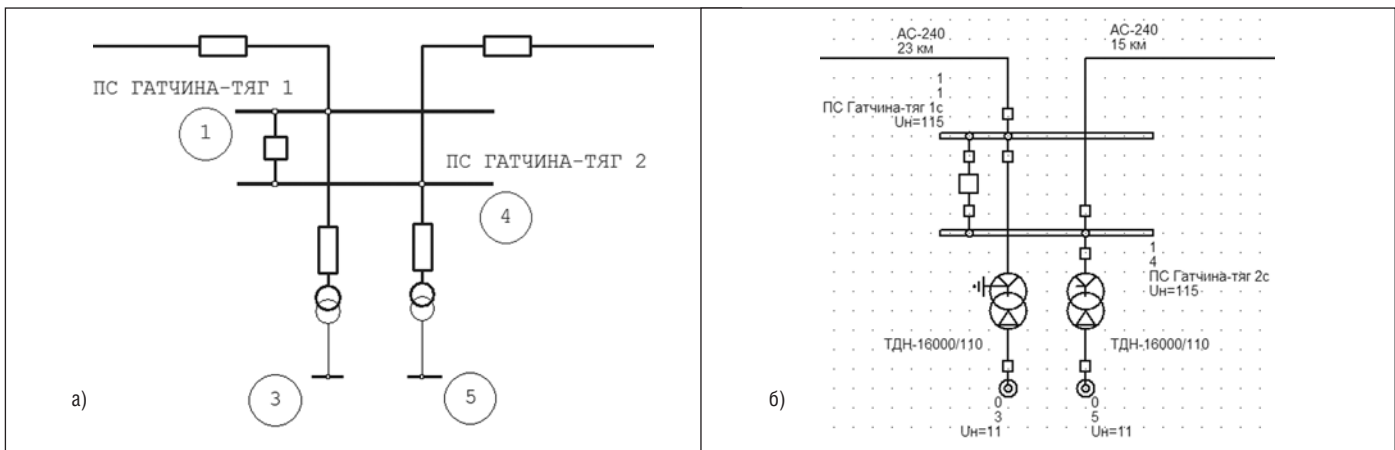 ПС ГАТЧИНА-ТЯГ 1
1
ПС ГАТЧИНА-ТЯГ 2
4
3
5
а)
АС-240
23 км
АС-240
15 км
1
1
ПС Гатчина-тяг 1с
Uн=115
1
4
ПС Гатчина-тяг 2с
Uн=115
ТДН-16000/110
ТДН-16000/110
0
3
Uн=11
0
5
Uн=11
б)